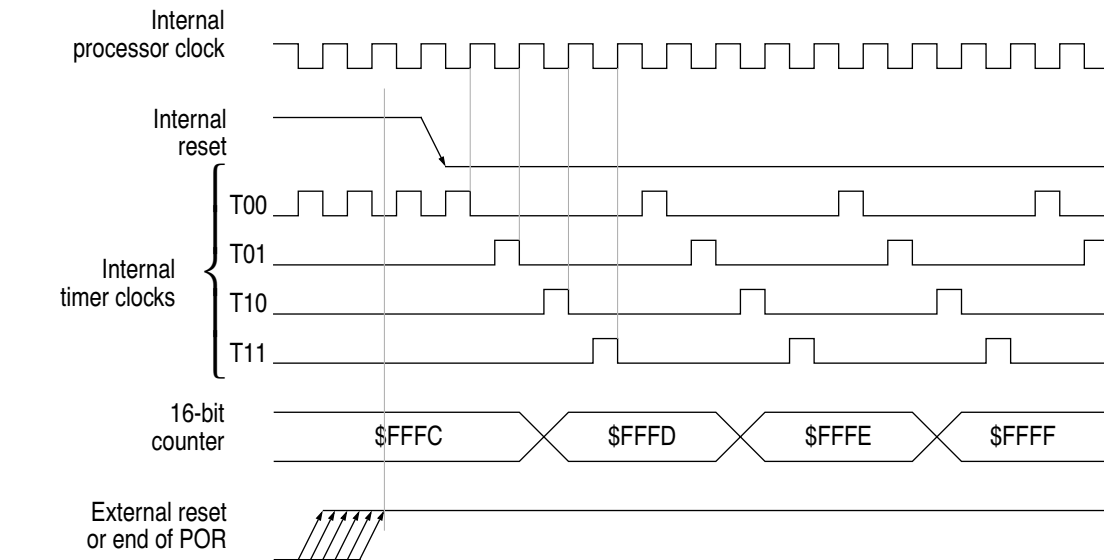 Internal
processor clock
Internal
reset
T00
T01
Internal
timer clocks
T10
T11
16-bit
counter
$FFFC
$FFFD
$FFFE
$FFFF
External reset
or end of POR